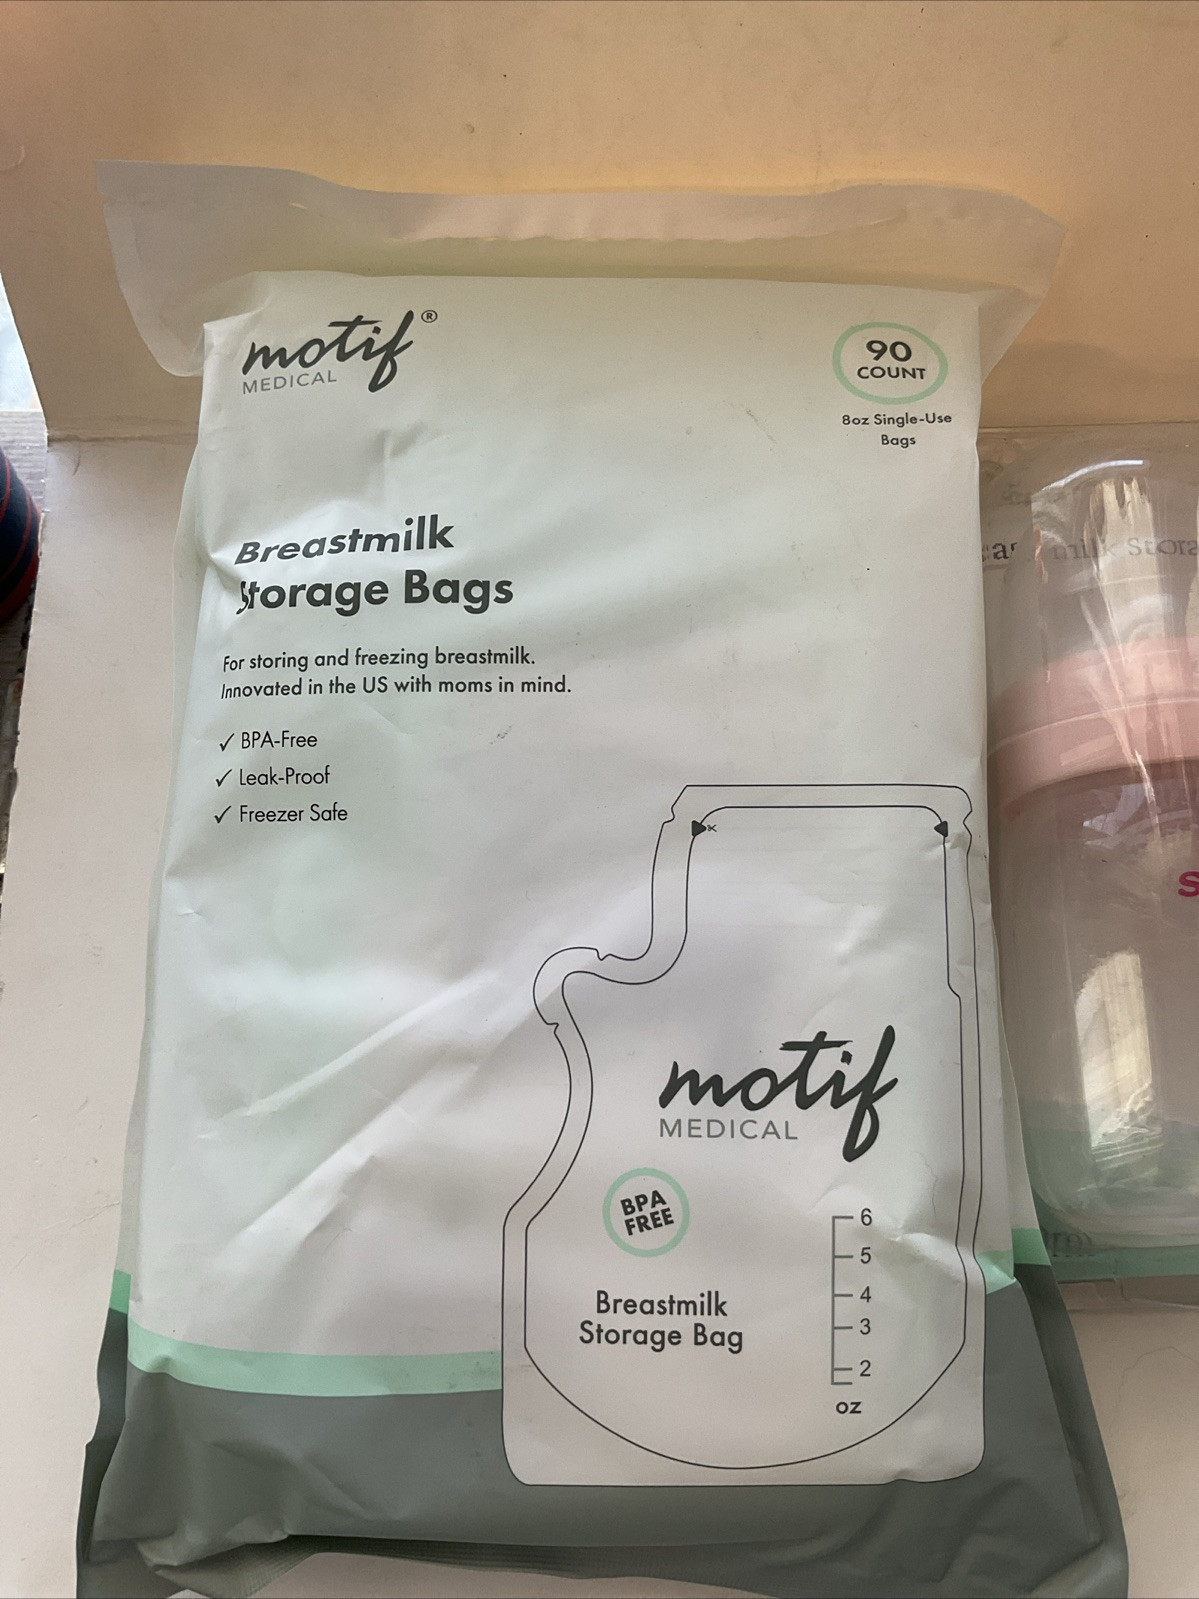 motif®
MEDICAL
90
COUNT
8oz Single-Use
Bags
Breastmilk
Storage Bags
For storing and freezing breastmilk.
Innovated in the US with moms in mind.
✓ BPA-Free
✓ Leak-Proof
✓ Freezer Safe
motif
MEDICAL
BPA
FREE
Breastmilk
Storage Bag
6
5
4
3
2
oz
milk